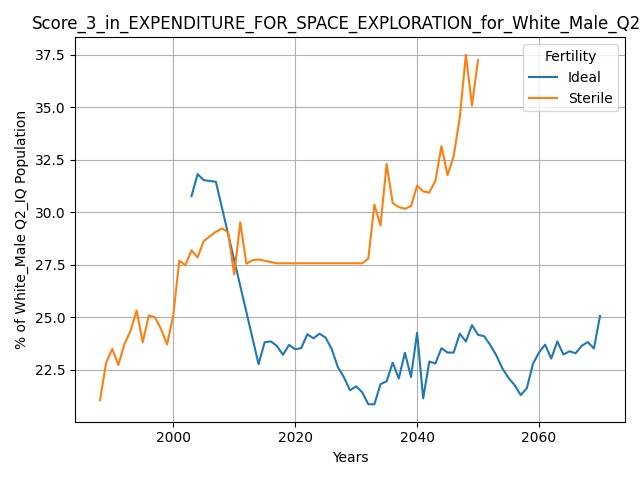 Score_3_in_EXPENDITURE_FOR_SPACE_EXPLORATION_for_White_Male_Q2
Fertility
Ideal
Sterile
% of White_Male Q2_IQ Population
37.5
35.0
32.5
30.0
27.5
25.0
22.5
2000
2020
2040
2060
Years